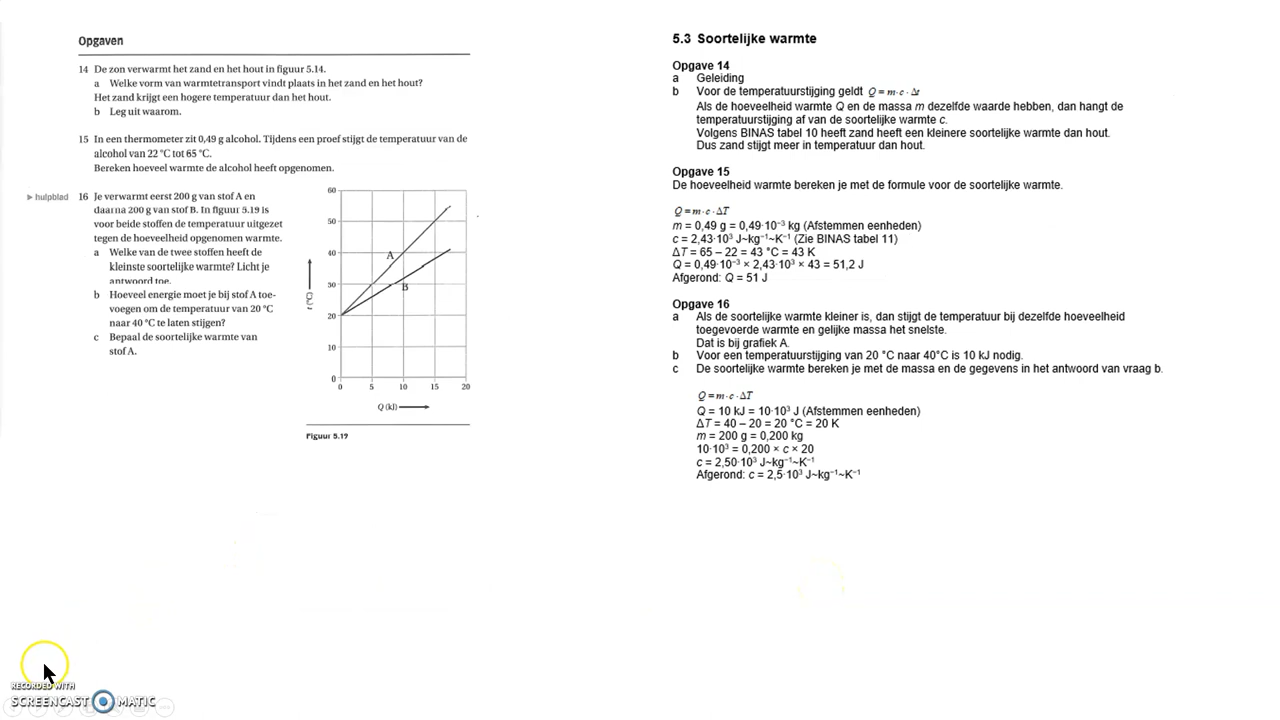 Opgaven
14 De zon verwarmt het zand en het hout in figuur 5.14.
a Welke vorm van warmtetransport vindt plaats in het zand en het hout?
Het zand krijgt een hogere temperatuur dan het hout.
b Leg uit waarom.
15 In een thermometer zit 0,49 g alcohol. Tijdens een proef stijgt de temperatuur van de
alcohol van 22 °C tot 65 °C.
Bereken hoeveel warmte de alcohol heeft opgenomen.
▶ hulpblad 16 Je verwarmt eerst 200 g van stof A en
daarna 200 g van stof B. In figuur 5.19 is
voor beide stoffen de temperatuur uitgezet
tegen de hoeveelheid opgenomen warmte.
a Welke van de twee stoffen heeft de
kleinste soortelijke warmte? Licht je
antwoord toe.
b Hoeveel energie moet je bij stof A toe-
voegen om de temperatuur van 20 °C
naar 40 °C te laten stijgen?
c Bepaal de soortelijke warmte van
stof A.
60
50
40
30
20
10
0
t (°C)
A
B
0 5 10 15 20
Q (kJ)
Figuur 5.19
5.3 Soortelijke warmte
Opgave 14
a Geleiding
b Voor de temperatuurstijging geldt Q = m·c·Δt
Als de hoeveelheid warmte Q en de massa m dezelfde waarde hebben, dan hangt de
temperatuurstijging af van de soortelijke warmte c.
Volgens BINAS tabel 10 heeft zand heeft een kleinere soortelijke warmte dan hout.
Dus zand stijgt meer in temperatuur dan hout.
Opgave 15
De hoeveelheid warmte bereken je met de formule voor de soortelijke warmte.
Q = m·c·ΔT
m = 0,49 g = 0,49·10⁻³ kg (Afstemmen eenheden)
c = 2,43·10³ J~kg⁻¹~K⁻¹ (Zie BINAS tabel 11)
ΔT = 65 – 22 = 43 °C = 43 K
Q = 0,49·10⁻³ × 2,43·10³ × 43 = 51,2 J
Afgerond: Q = 51 J
Opgave 16
a Als de soortelijke warmte kleiner is, dan stijgt de temperatuur bij dezelfde hoeveelheid
toegevoerde warmte en gelijke massa het snelste.
Dat is bij grafiek A.
b Voor een temperatuurstijging van 20 °C naar 40°C is 10 kJ nodig.
c De soortelijke warmte bereken je met de massa en de gegevens in het antwoord van vraag b.
Q = m·c·ΔT
Q = 10 kJ = 10·10³ J (Afstemmen eenheden)
ΔT = 40 – 20 = 20 °C = 20 K
m = 200 g = 0,200 kg
10·10³ = 0,200 × c × 20
c = 2,50·10³ J~kg⁻¹~K⁻¹
Afgerond: c = 2,5·10³ J~kg⁻¹~K⁻¹
RECORDED WITH
SCREENCAST MATIC